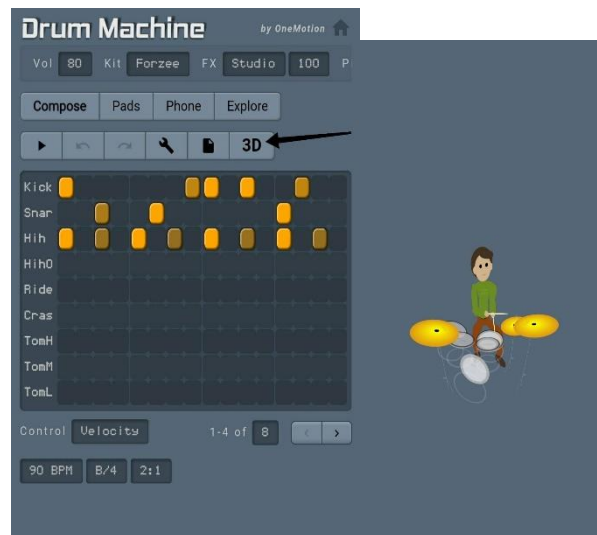 Drum Machine by OneMotion
Vol 80 Kit Forzee FX Studio 100 P
Compose Pads Phone Explore
3D
Kick
Snar
Hih
HihO
Ride
Cras
TomH
TomM
TomL
Control Velocity 1-4 of 8
90 BPM B/4 2:1